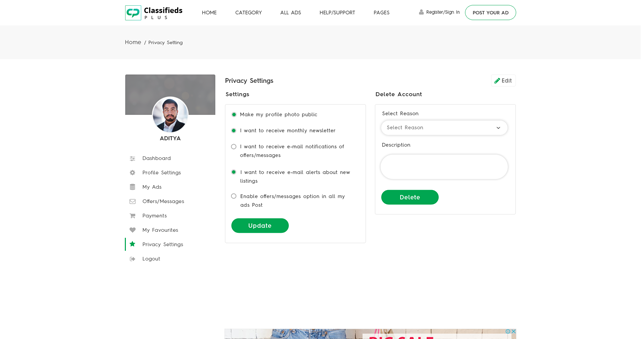 Classifieds
PLUS
HOME
CATEGORY
ALL ADS
HELP/SUPPORT
PAGES
Register/Sign In
POST YOUR AD
Home / Privacy Setting
ADITYA
Dashboard
Profile Settings
My Ads
Offers/Messages
Payments
My Favourites
Privacy Settings
Logout
Privacy Settings
Edit
Settings
Make my profile photo public
I want to receive monthly newsletter
I want to receive e-mail notifications of
offers/messages
I want to receive e-mail alerts about new
listings
Enable offers/messages option in all my
ads Post
Update
Delete Account
Select Reason
Select Reason
Description
Delete
BIG SALE